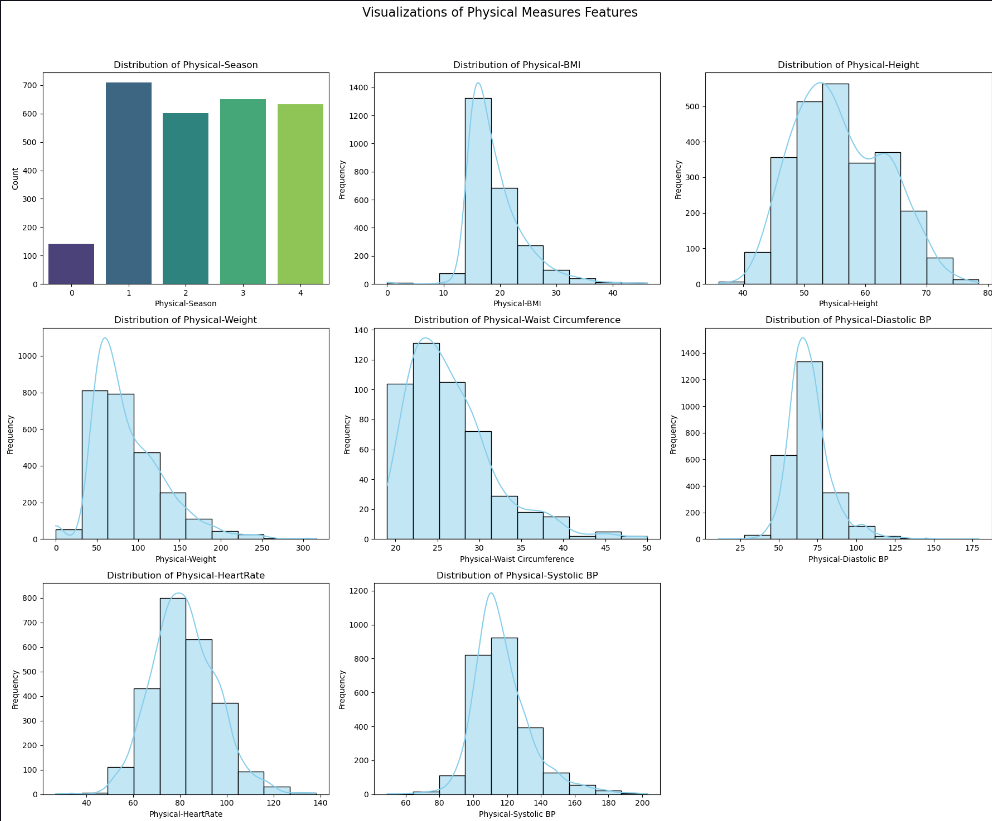 Visualizations of Physical Measures Features
Distribution of Physical-Season
700
600
500
400
300
200
100
0
Count
0 1 2 3 4
Physical-Season
Distribution of Physical-BMI
1400
1200
1000
800
600
400
200
0
Frequency
0 10 20 30 40
Physical-BMI
Distribution of Physical-Height
500
400
300
200
100
0
Frequency
40 50 60 70 80
Physical-Height
Distribution of Physical-Weight
1000
800
600
400
200
0
Frequency
0 50 100 150 200 250 300
Physical-Weight
Distribution of Physical-Waist Circumference
140
120
100
80
60
40
20
0
Frequency
20 25 30 35 40 45 50
Physical-Waist Circumference
Distribution of Physical-Diastolic BP
1400
1200
1000
800
600
400
200
0
Frequency
25 50 75 100 125 150 175
Physical-Diastolic BP
Distribution of Physical-HeartRate
800
700
600
500
400
300
200
100
0
Frequency
40 60 80 100 120 140
Physical-HeartRate
Distribution of Physical-Systolic BP
1200
1000
800
600
400
200
0
Frequency
60 80 100 120 140 160 180 200
Physical-Systolic BP